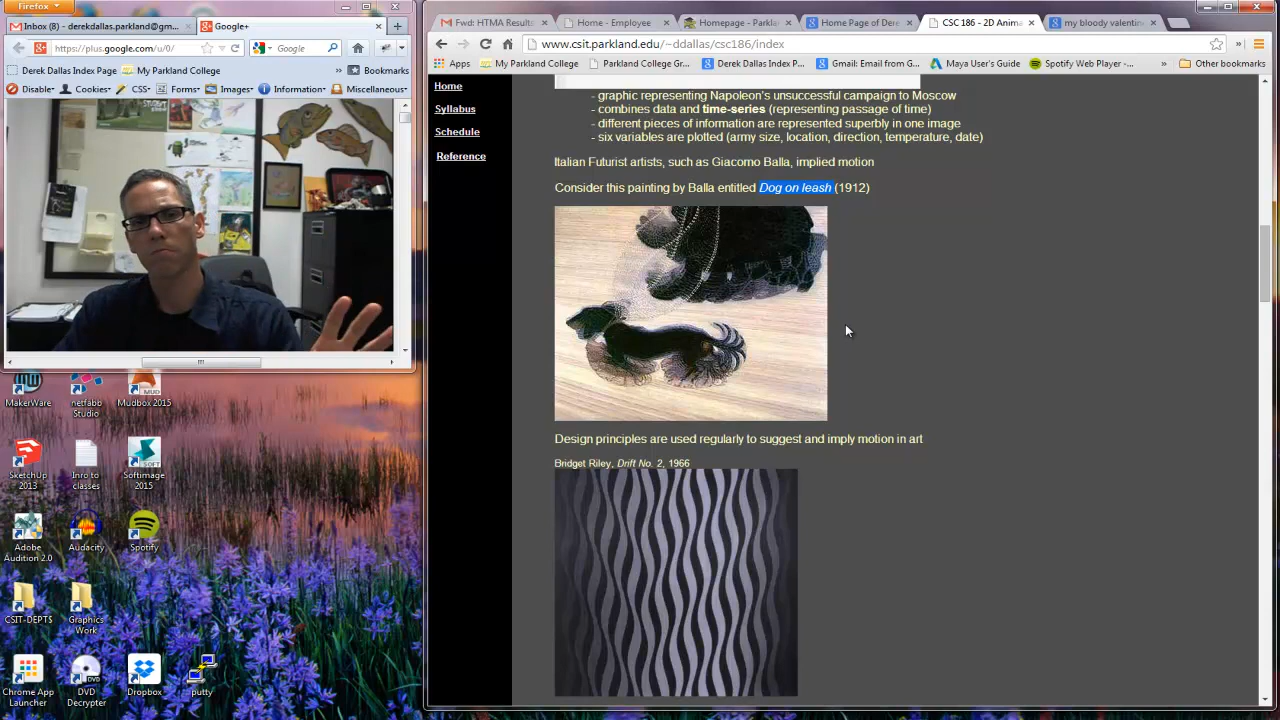 Firefox
Inbox (8) - derekdallas.parkland@gm...
Google+
https://plus.google.com/u/0/
Google
Derek Dallas Index Page
My Parkland College
»
Bookmarks
Disable
Cookies
CSS
Forms
Images
Information
Miscellaneous
MakerWare
netfabb Studio
Mudbox 2015
SketchUp 2013
Inro to classes
Softimage 2015
Adobe Audition 2.0
Audacity
Spotify
CSIT-DEPT$
Graphics Work
Chrome App Launcher
DVD Decrypter
Dropbox
putty
Fwd: HTMA Results
Home - Employee
Homepage - Parkla
Home Page of Dere
CSC 186 - 2D Anima
my bloody valentin
www.csit.parkland.edu/~ddallas/csc186/index
»
Apps
My Parkland College
Parkland College Gr...
Derek Dallas Index P...
Gmail: Email from G...
Maya User's Guide
Spotify Web Player -...
»
Other bookmarks
Home
Syllabus
Schedule
Reference
- graphic representing Napoleon's unsuccessful campaign to Moscow
- combines data and time-series (representing passage of time)
- different pieces of information are represented superbly in one image
- six variables are plotted (army size, location, direction, temperature, date)
Italian Futurist artists, such as Giacomo Balla, implied motion
Consider this painting by Balla entitled Dog on leash (1912)
Design principles are used regularly to suggest and imply motion in art
Bridget Riley, Drift No. 2, 1966